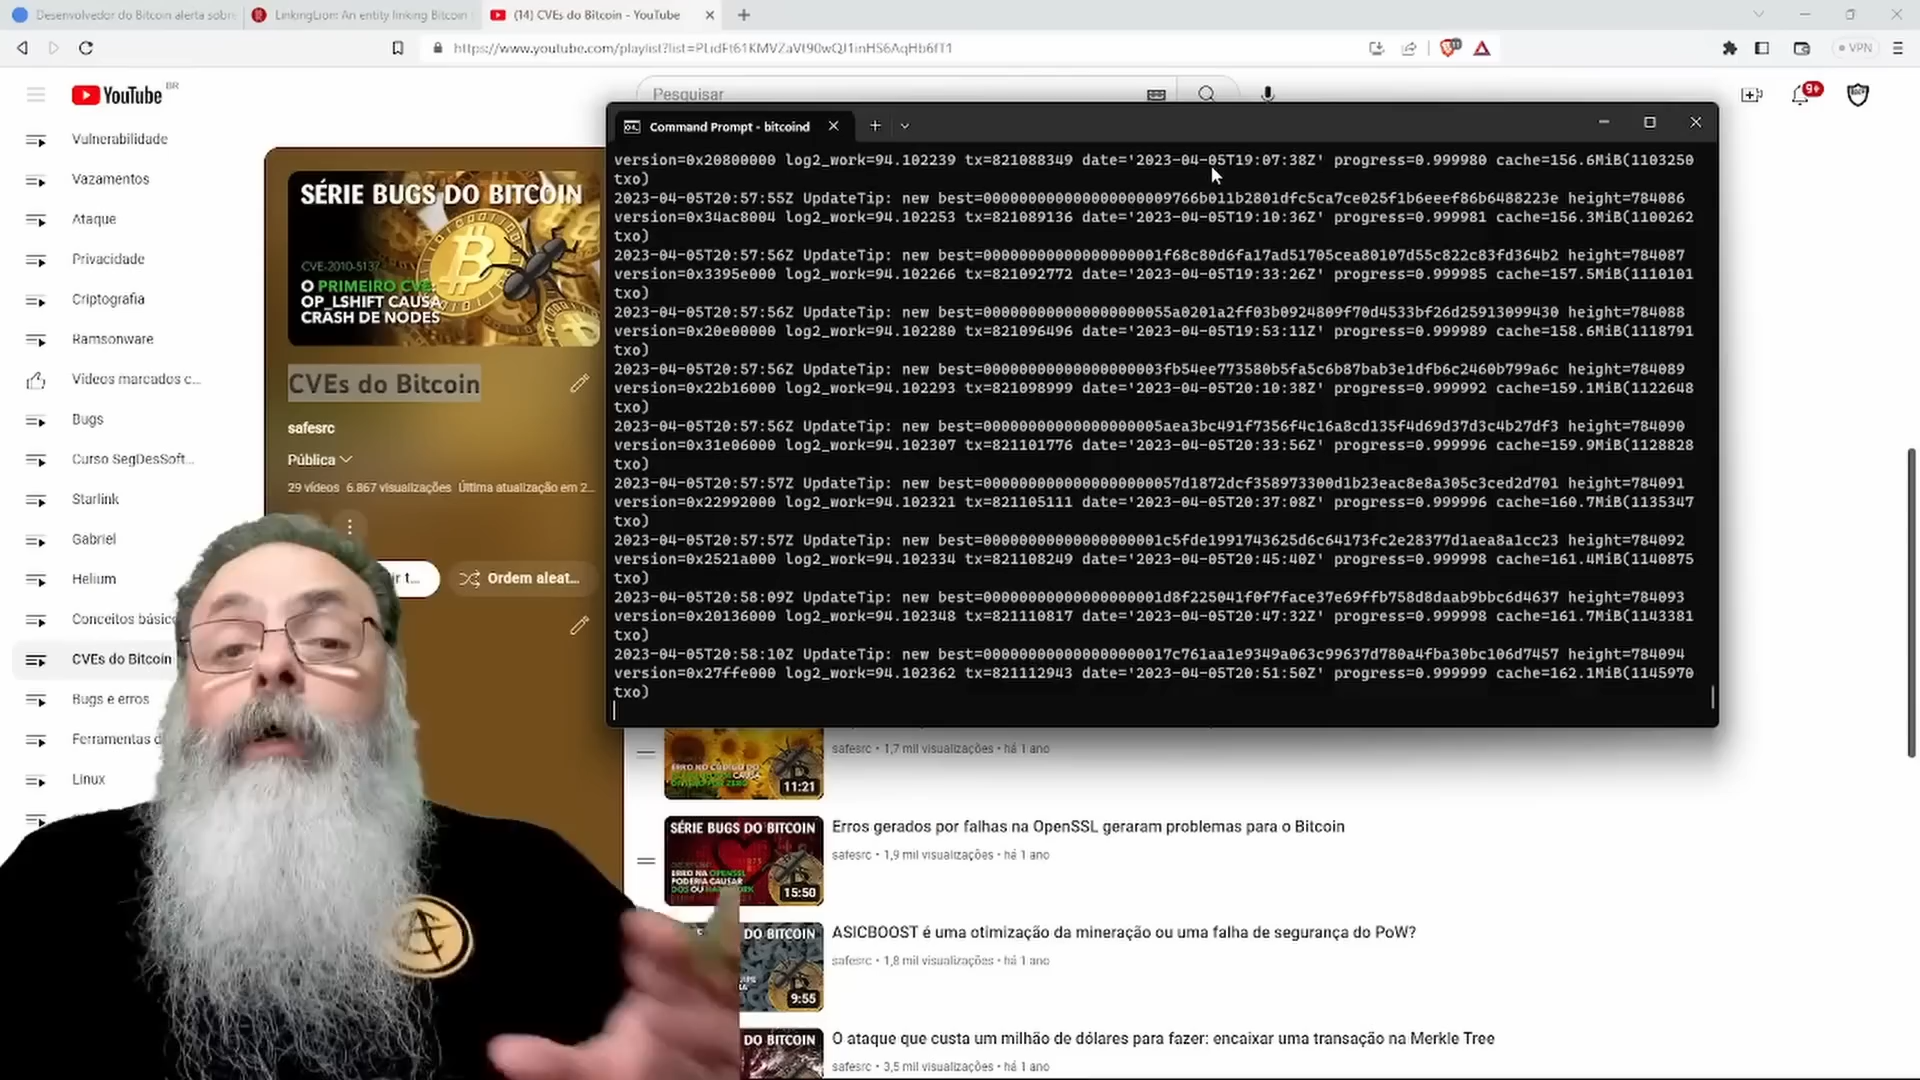 Desenvolvedor do Bitcoin alerta sobr
LinkingLion: An entity linking Bitcoin
(14) CVEs do Bitcoin - YouTube
https://www.youtube.com/playlist?list=PLidFt61KMVZaVt90wQJ1inHS6AqHb6fT1
VPN
YouTube BR
Pesquisar
9+
Vulnerabilidade
Vazamentos
Ataque
Privacidade
Criptografia
Ramsonware
Vídeos marcados c...
Bugs
Curso SegDesSoft...
Starlink
Gabriel
Helium
Conceitos básic
CVEs do Bitcoin
Bugs e erros
Ferramentas d
Linux
SÉRIE BUGS DO BITCOIN
CVE-2010-5137
O PRIMEIRO CVE:
OP_LSHIFT CAUSA
CRASH DE NODES
CVEs do Bitcoin
safesrc
Pública
29 vídeos 6.867 visualizações Última atualização em 2...
ir t...
Ordem aleat...
Command Prompt - bitcoind
version=0x20800000 log2_work=94.102239 tx=821088349 date='2023-04-05T19:07:38Z' progress=0.999980 cache=156.6MiB(1103250
txo)
2023-04-05T20:57:55Z UpdateTip: new best=00000000000000000009766b011b2801dfc5ca7ce025f1b6eeef86b6488223e height=784086
version=0x34ac8004 log2_work=94.102253 tx=821089136 date='2023-04-05T19:10:36Z' progress=0.999981 cache=156.3MiB(1100262
txo)
2023-04-05T20:57:56Z UpdateTip: new best=00000000000000000001f68c80d6fa17ad51705cea80107d55c822c83fd364b2 height=784087
version=0x3395e000 log2_work=94.102266 tx=821092772 date='2023-04-05T19:33:26Z' progress=0.999985 cache=157.5MiB(1110101
txo)
2023-04-05T20:57:56Z UpdateTip: new best=000000000000000000055a0201a2ff03b0924809f70d4533bf26d25913099430 height=784088
version=0x20e00000 log2_work=94.102280 tx=821096496 date='2023-04-05T19:53:11Z' progress=0.999989 cache=158.6MiB(1118791
txo)
2023-04-05T20:57:56Z UpdateTip: new best=00000000000000000003fb54ee773580b5fa5c6b87bab3e1dfb6c2460b799a6c height=784089
version=0x22b16000 log2_work=94.102293 tx=821098999 date='2023-04-05T20:10:38Z' progress=0.999992 cache=159.1MiB(1122648
txo)
2023-04-05T20:57:56Z UpdateTip: new best=00000000000000000005aea3bc491f7356f4c16a8cd135f4d69d37d3c4b27df3 height=784090
version=0x31e06000 log2_work=94.102307 tx=821101776 date='2023-04-05T20:33:56Z' progress=0.999996 cache=159.9MiB(1128828
txo)
2023-04-05T20:57:57Z UpdateTip: new best=000000000000000000057d1872dcf358973300d1b23eac8e8a305c3ced2d701 height=784091
version=0x22992000 log2_work=94.102321 tx=821105111 date='2023-04-05T20:37:08Z' progress=0.999996 cache=160.7MiB(1135347
txo)
2023-04-05T20:57:57Z UpdateTip: new best=00000000000000000001c5fde1991743625d6c64173fc2e28377d1aea8a1cc23 height=784092
version=0x2521a000 log2_work=94.102334 tx=821108249 date='2023-04-05T20:45:40Z' progress=0.999998 cache=161.4MiB(1140875
txo)
2023-04-05T20:58:09Z UpdateTip: new best=00000000000000000001d8f225041f0f7face37e69ffb758d8daab9bbc6d4637 height=784093
version=0x20136000 log2_work=94.102348 tx=821110817 date='2023-04-05T20:47:32Z' progress=0.999998 cache=161.7MiB(1143381
txo)
2023-04-05T20:58:10Z UpdateTip: new best=000000000000000000017c761aa1e9349a063c99637d780a4fba30bc106d7457 height=784094
version=0x27ffe000 log2_work=94.102362 tx=821112943 date='2023-04-05T20:51:50Z' progress=0.999999 cache=162.1MiB(1145970
txo)
safesrc • 1,7 mil visualizações • há 1 ano
11:21
SÉRIE BUGS DO BITCOIN
ERRO NA OPENSSL
PODERIA CAUSAR
15:50
Erros gerados por falhas na OpenSSL geraram problemas para o Bitcoin
safesrc • 1,9 mil visualizações • há 1 ano
DO BITCOIN
9:55
ASICBOOST é uma otimização da mineração ou uma falha de segurança do PoW?
safesrc • 1,8 mil visualizações • há 1 ano
DO BITCOIN
O ataque que custa um milhão de dólares para fazer: encaixar uma transação na Merkle Tree
safesrc • 3,5 mil visualizações • há 1 ano